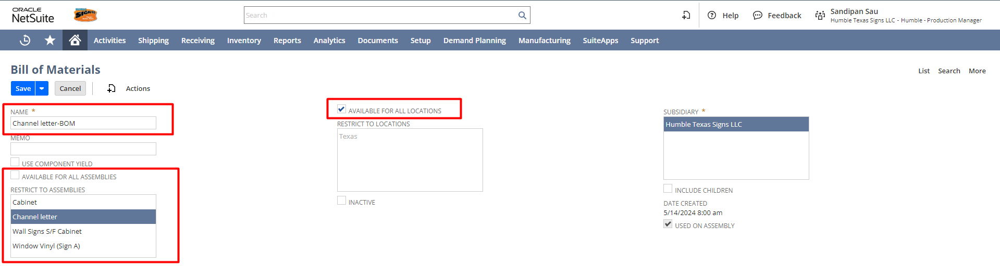 ORACLE
NetSuite
SIGN CO
Search
Help
Feedback
Sandipan Sau
Humble Texas Signs LLC - Humble - Production Manager
Activities
Shipping
Receiving
Inventory
Reports
Analytics
Documents
Setup
Demand Planning
Manufacturing
SuiteApps
Support
Bill of Materials
List
Search
More
Save
Cancel
Actions
NAME *
Channel letter-BOM
MEMO
USE COMPONENT YIELD
AVAILABLE FOR ALL ASSEMBLIES
RESTRICT TO ASSEMBLIES
Cabinet
Channel letter
Wall Signs S/F Cabinet
Window Vinyl (Sign A)
AVAILABLE FOR ALL LOCATIONS
RESTRICT TO LOCATIONS
Texas
INACTIVE
SUBSIDIARY *
Humble Texas Signs LLC
INCLUDE CHILDREN
DATE CREATED
5/14/2024 8:00 am
USED ON ASSEMBLY